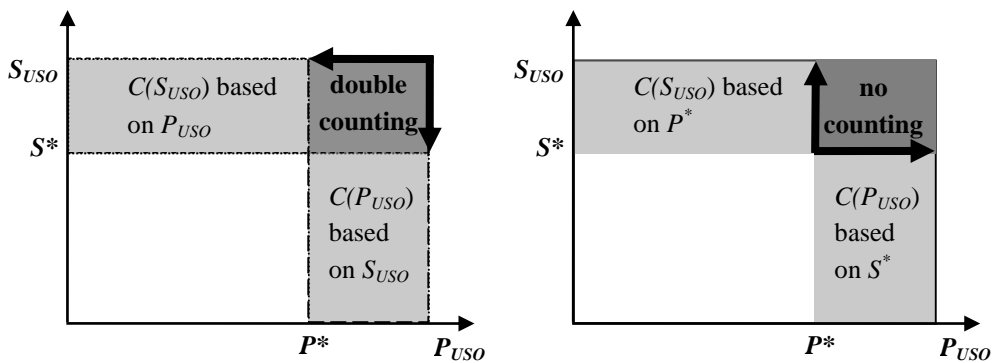 S_USO
C(S_USO) based
on P_USO
double
counting
S*
C(P_USO)
based
on S_USO
P*
P_USO
S_USO
C(S_USO) based
on P*
no
counting
S*
C(P_USO)
based
on S*
P*
P_USO